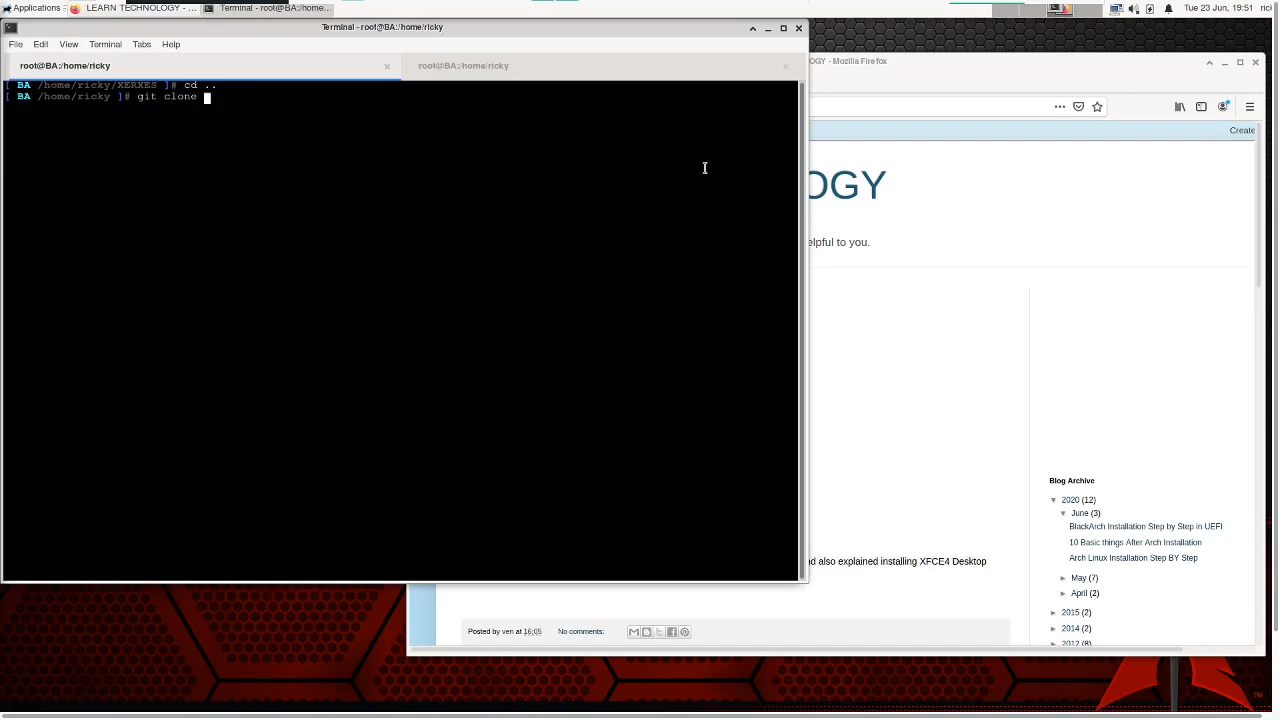 Applications
LEARN TECHNOLOGY - ...
Terminal - root@BA:/home...
Tue 23 Jun, 19:51
Terminal - root@BA:/home/ricky
File Edit View Terminal Tabs Help
OGY - Mozilla Firefox
root@BA:/home/ricky
root@BA:/home/ricky
[ BA /home/ricky/XERXES ]# cd ..
[ BA /home/ricky ]# git clone
Create
OGY
elpful to you.
Blog Archive
▼ 2020 (12)
▼ June (3)
BlackArch Installation Step by Step in UEFI
10 Basic things After Arch Installation
Arch Linux Installation Step BY Step
► May (7)
► April (2)
► 2015 (2)
► 2014 (2)
► 2012 (8)
nd also explained installing XFCE4 Desktop
Posted by ven at 16:05 No comments:
TM